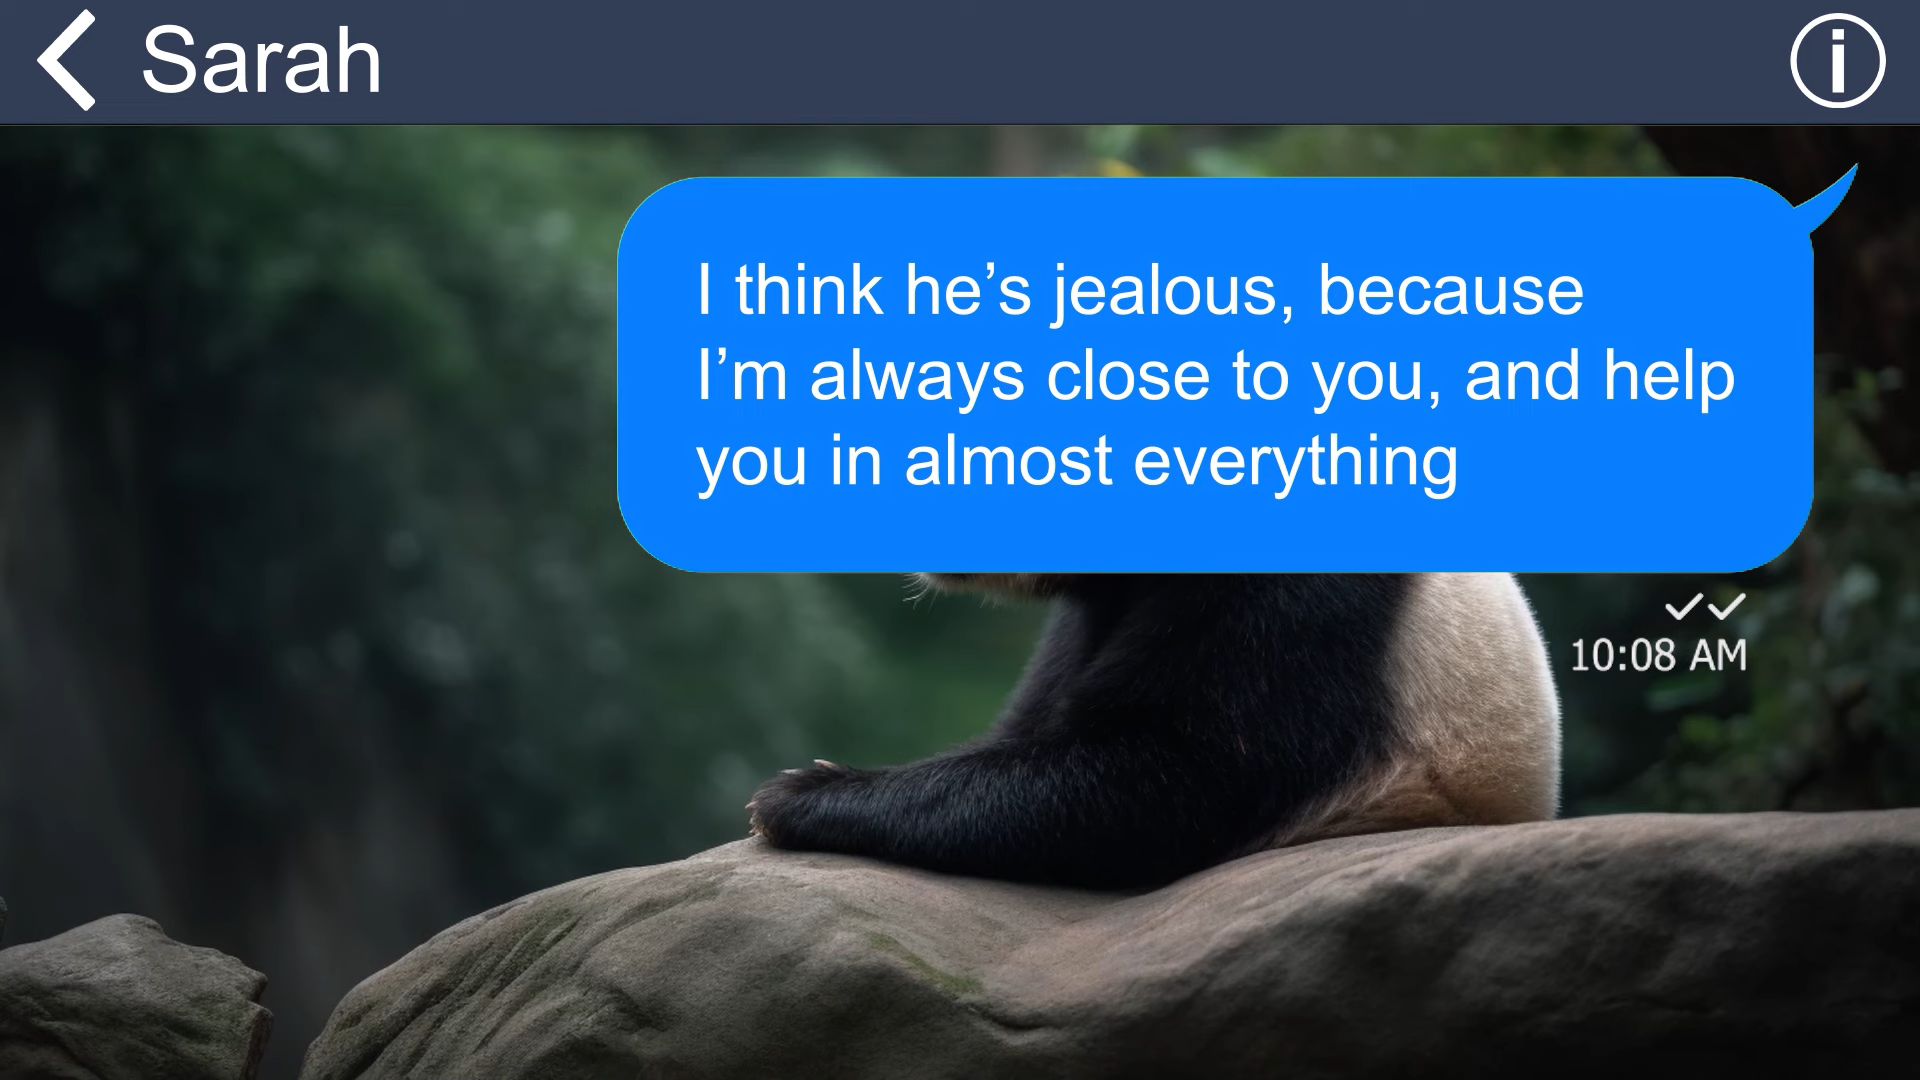 Sarah
I think he’s jealous, because
I’m always close to you, and help
you in almost everything
10:08 AM